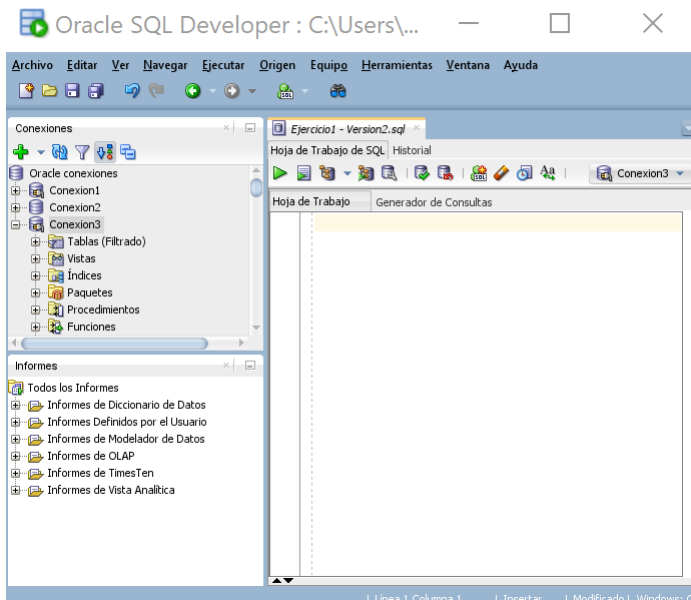 Oracle SQL Developer : C:\Users\...
Archivo Editar Ver Navegar Ejecutar Origen Equipo Herramientas Ventana Ayuda
SQL
Conexiones
Oracle conexiones
Conexion1
Conexion2
Conexion3
Tablas (Filtrado)
Vistas
Índices
Paquetes
Procedimientos
Funciones
Informes
Todos los Informes
Informes de Diccionario de Datos
Informes Definidos por el Usuario
Informes de Modelador de Datos
Informes de OLAP
Informes de TimesTen
Informes de Vista Analítica
Ejercicio1 - Version2.sql
Hoja de Trabajo de SQL Historial
SQL
Conexion3
Hoja de Trabajo Generador de Consultas
| Línea 1 Columna 1 | Insertar | Modificado | Windows: